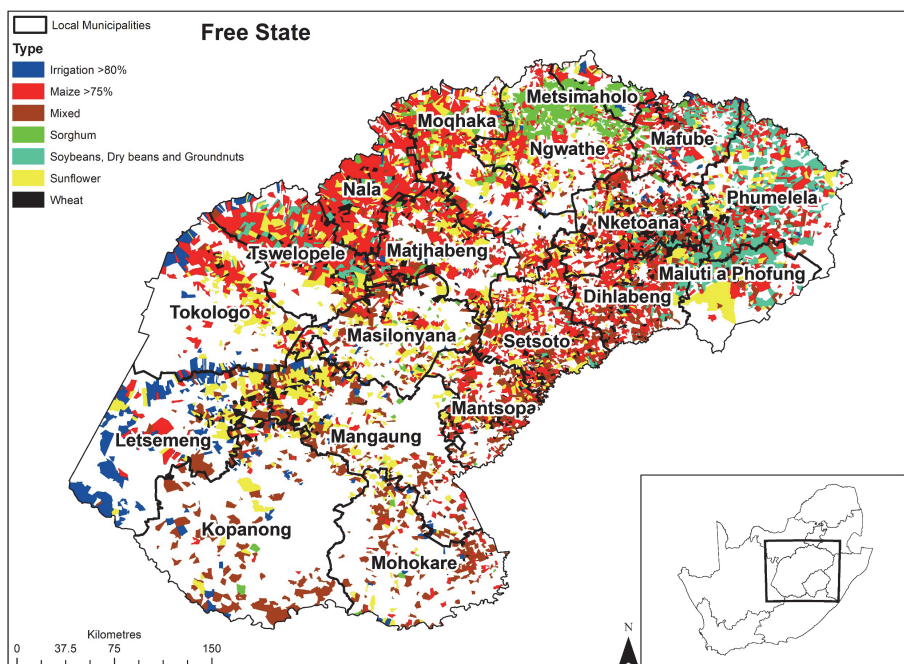 Local Municipalities
Free State
Type
Irrigation >80%
Maize >75%
Mixed
Sorghum
Soybeans, Dry beans and Groundnuts
Sunflower
Wheat
Metsimaholo
Moqhaka
Ngwathe
Mafube
Nala
Phumelela
Nketoana
Matjhabeng
Tswelopele
Maluti a Phofung
Dihlabeng
Tokologo
Masilonyana
Setsoto
Mantsopa
Letsemeng
Mangaung
Kopanong
Mohokare
Kilometres
0 37.5 75 150
N